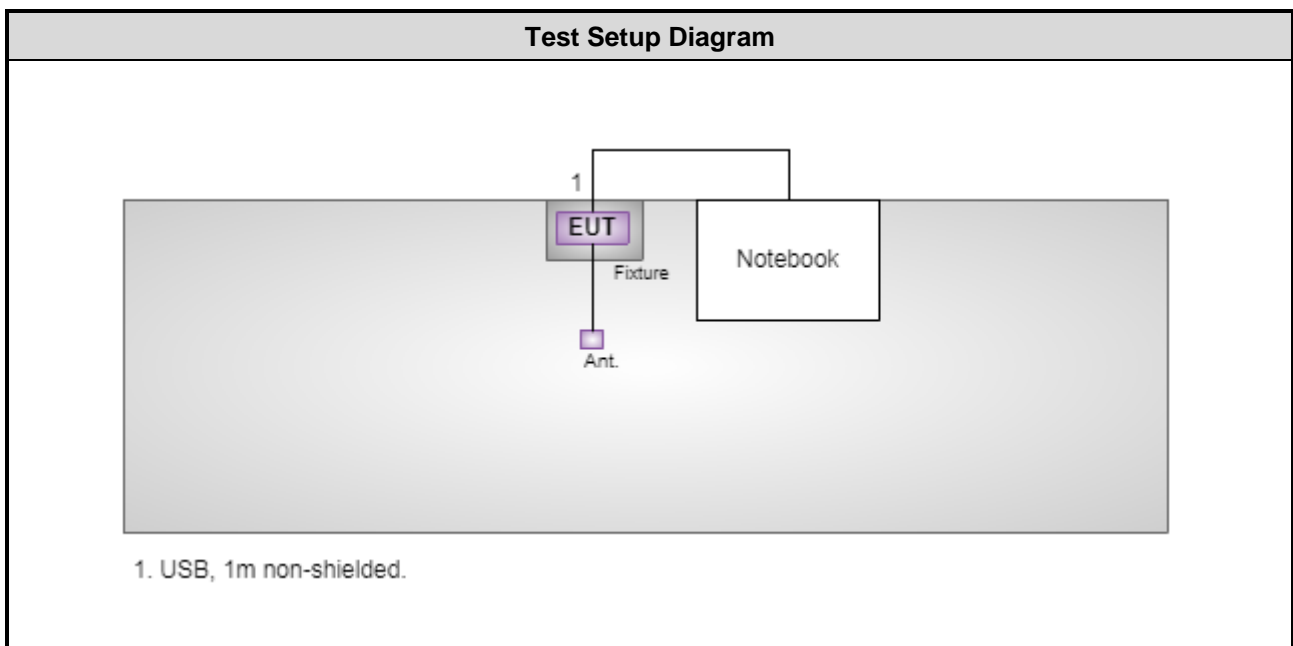 Test Setup Diagram
1
EUT
Fixture
Notebook
Ant.
1. USB, 1m non-shielded.